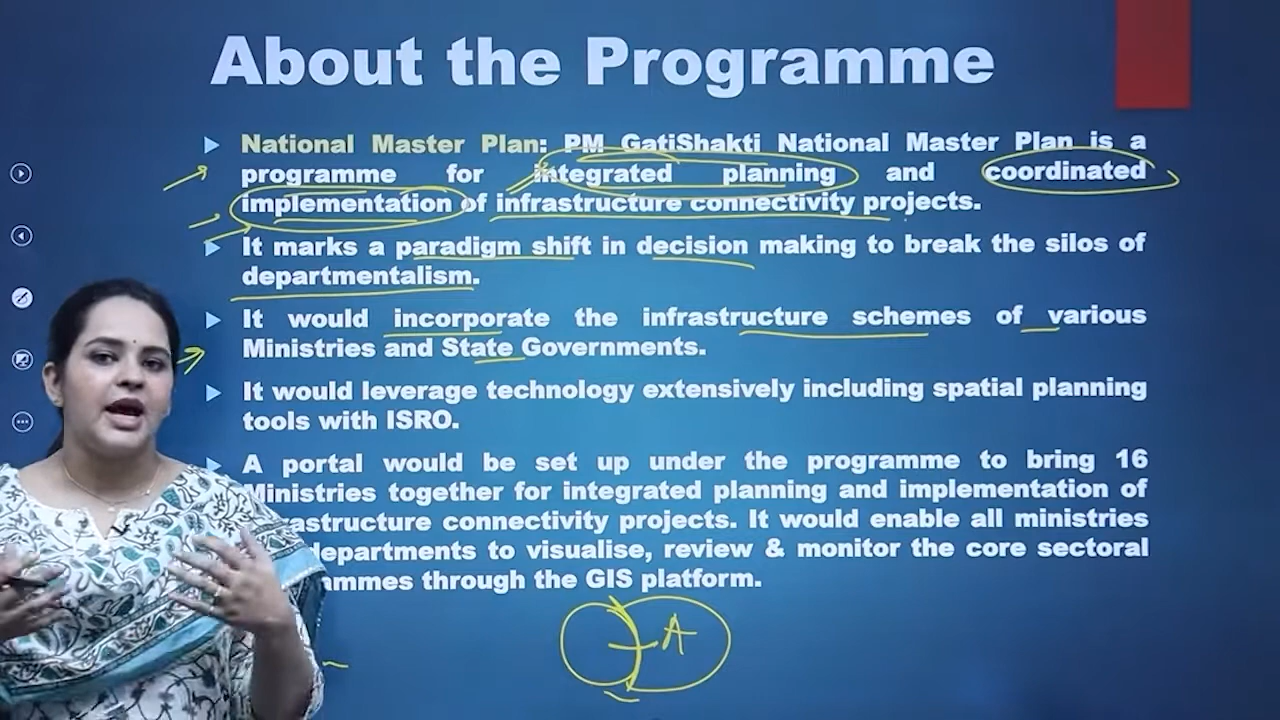 About the Programme
National Master Plan: PM GatiShakti National Master Plan is a
programme for integrated planning and coordinated
implementation of infrastructure connectivity projects.
It marks a paradigm shift in decision making to break the silos of
departmentalism.
It would incorporate the infrastructure schemes of various
Ministries and State Governments.
It would leverage technology extensively including spatial planning
tools with ISRO.
A portal would be set up under the programme to bring 16
Ministries together for integrated planning and implementation of
astructure connectivity projects. It would enable all ministries
departments to visualise, review & monitor the core sectoral
ammes through the GIS platform.
A